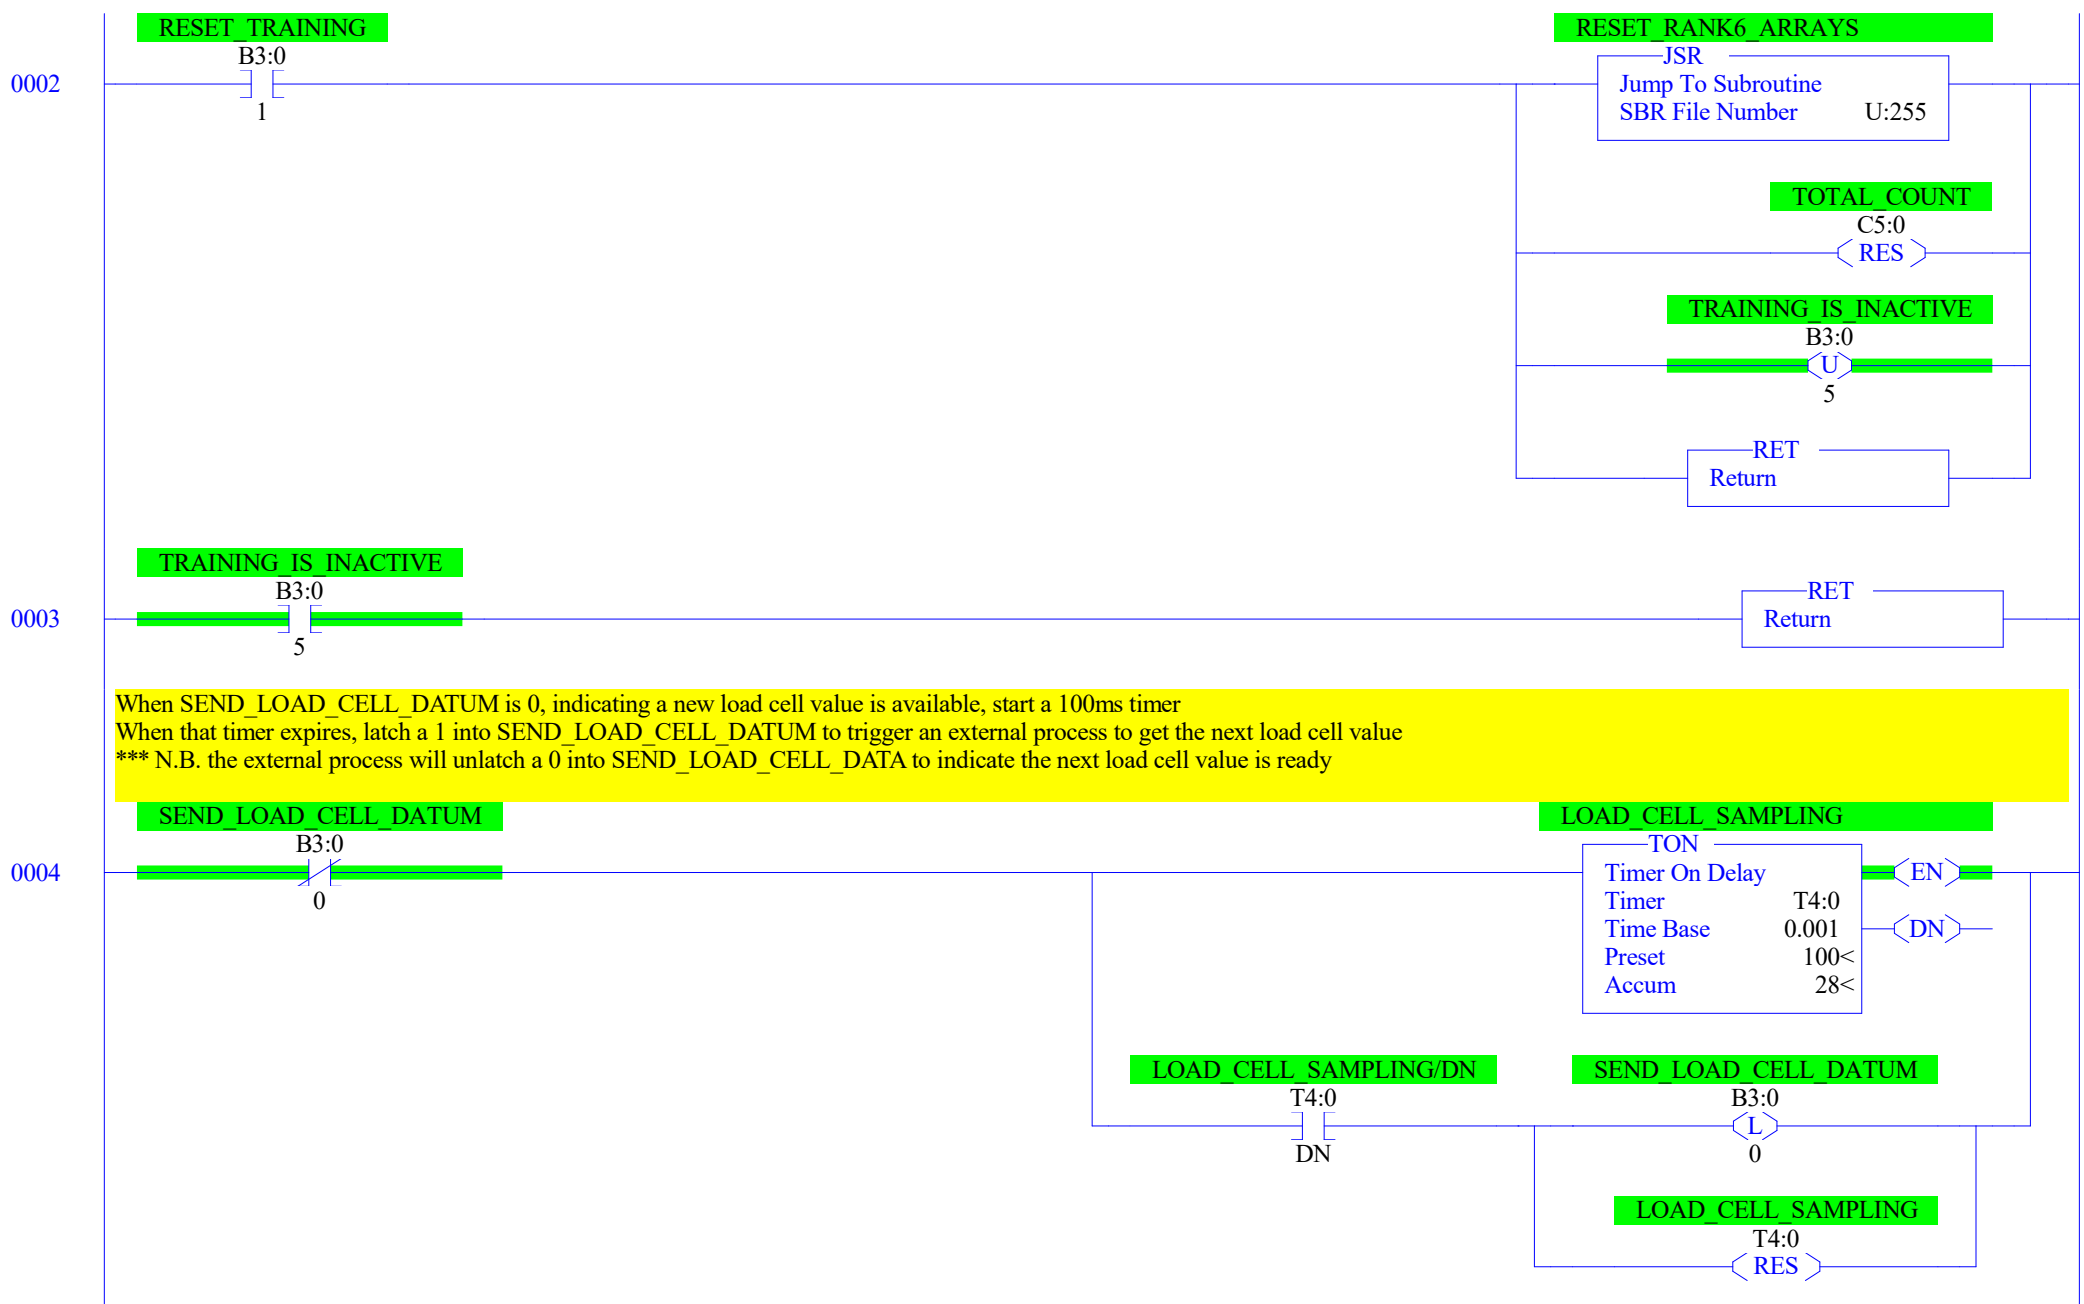 RESET_TRAINING
B3:0
1
0002
RESET_RANK6_ARRAYS
JSR
Jump To Subroutine
SBR File Number U:255
TOTAL_COUNT
C5:0
RES
TRAINING_IS_INACTIVE
B3:0
U
5
RET
Return
TRAINING_IS_INACTIVE
B3:0
0003
5
RET
Return
When SEND_LOAD_CELL_DATUM is 0, indicating a new load cell value is available, start a 100ms timer
When that timer expires, latch a 1 into SEND_LOAD_CELL_DATUM to trigger an external process to get the next load cell value
*** N.B. the external process will unlatch a 0 into SEND_LOAD_CELL_DATA to indicate the next load cell value is ready
SEND_LOAD_CELL_DATUM
B3:0
0004
0
LOAD_CELL_SAMPLING
TON
Timer On Delay
Timer T4:0
Time Base 0.001
Preset 100<
Accum 28<
EN
DN
LOAD_CELL_SAMPLING/DN
T4:0
DN
SEND_LOAD_CELL_DATUM
B3:0
L
0
LOAD_CELL_SAMPLING
T4:0
RES